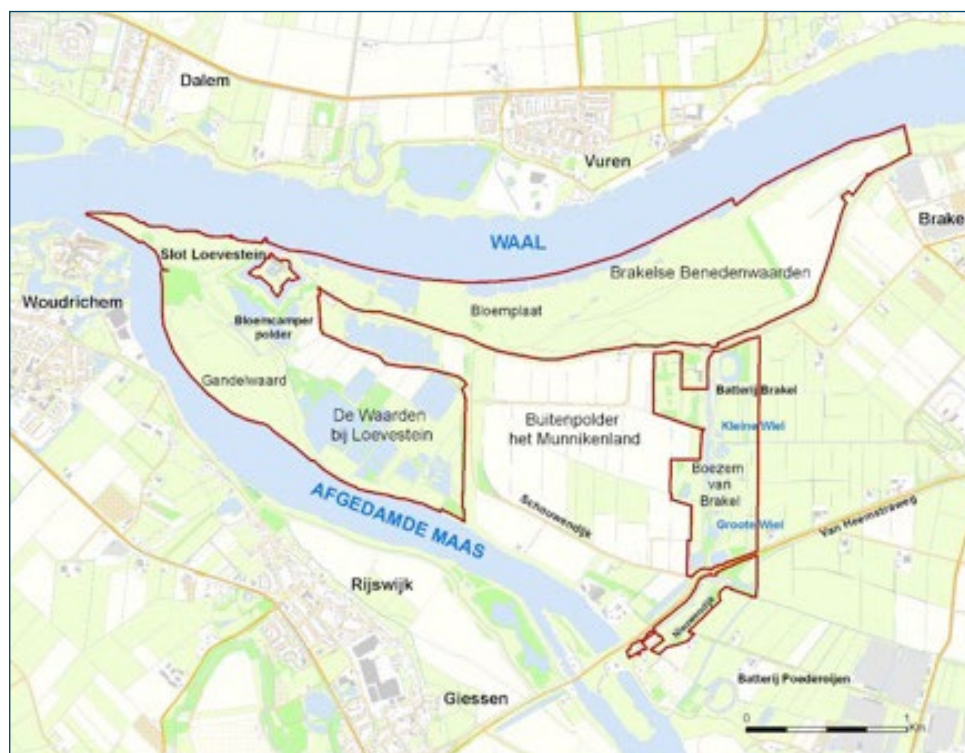 Dalem
Vuren
WAAL
Brakel
Slot Loevestein
Brakelse Benedenwaarden
Woudrichem
Bloemplaat
Bloemcamper
polder
Gandelwaard
Batterij Brakel
De Waarden
bij Loevestein
Buitenpolder
het Munnikenland
Kleine Wiel
Boezem
van
Brakel
AFGEDAMDE MAAS
Schouwendijk
Groote Wiel
Van Heemstraweg
Rijswijk
Nieuwendijk
Giessen
Batterij Poederoijen
0
1
Km